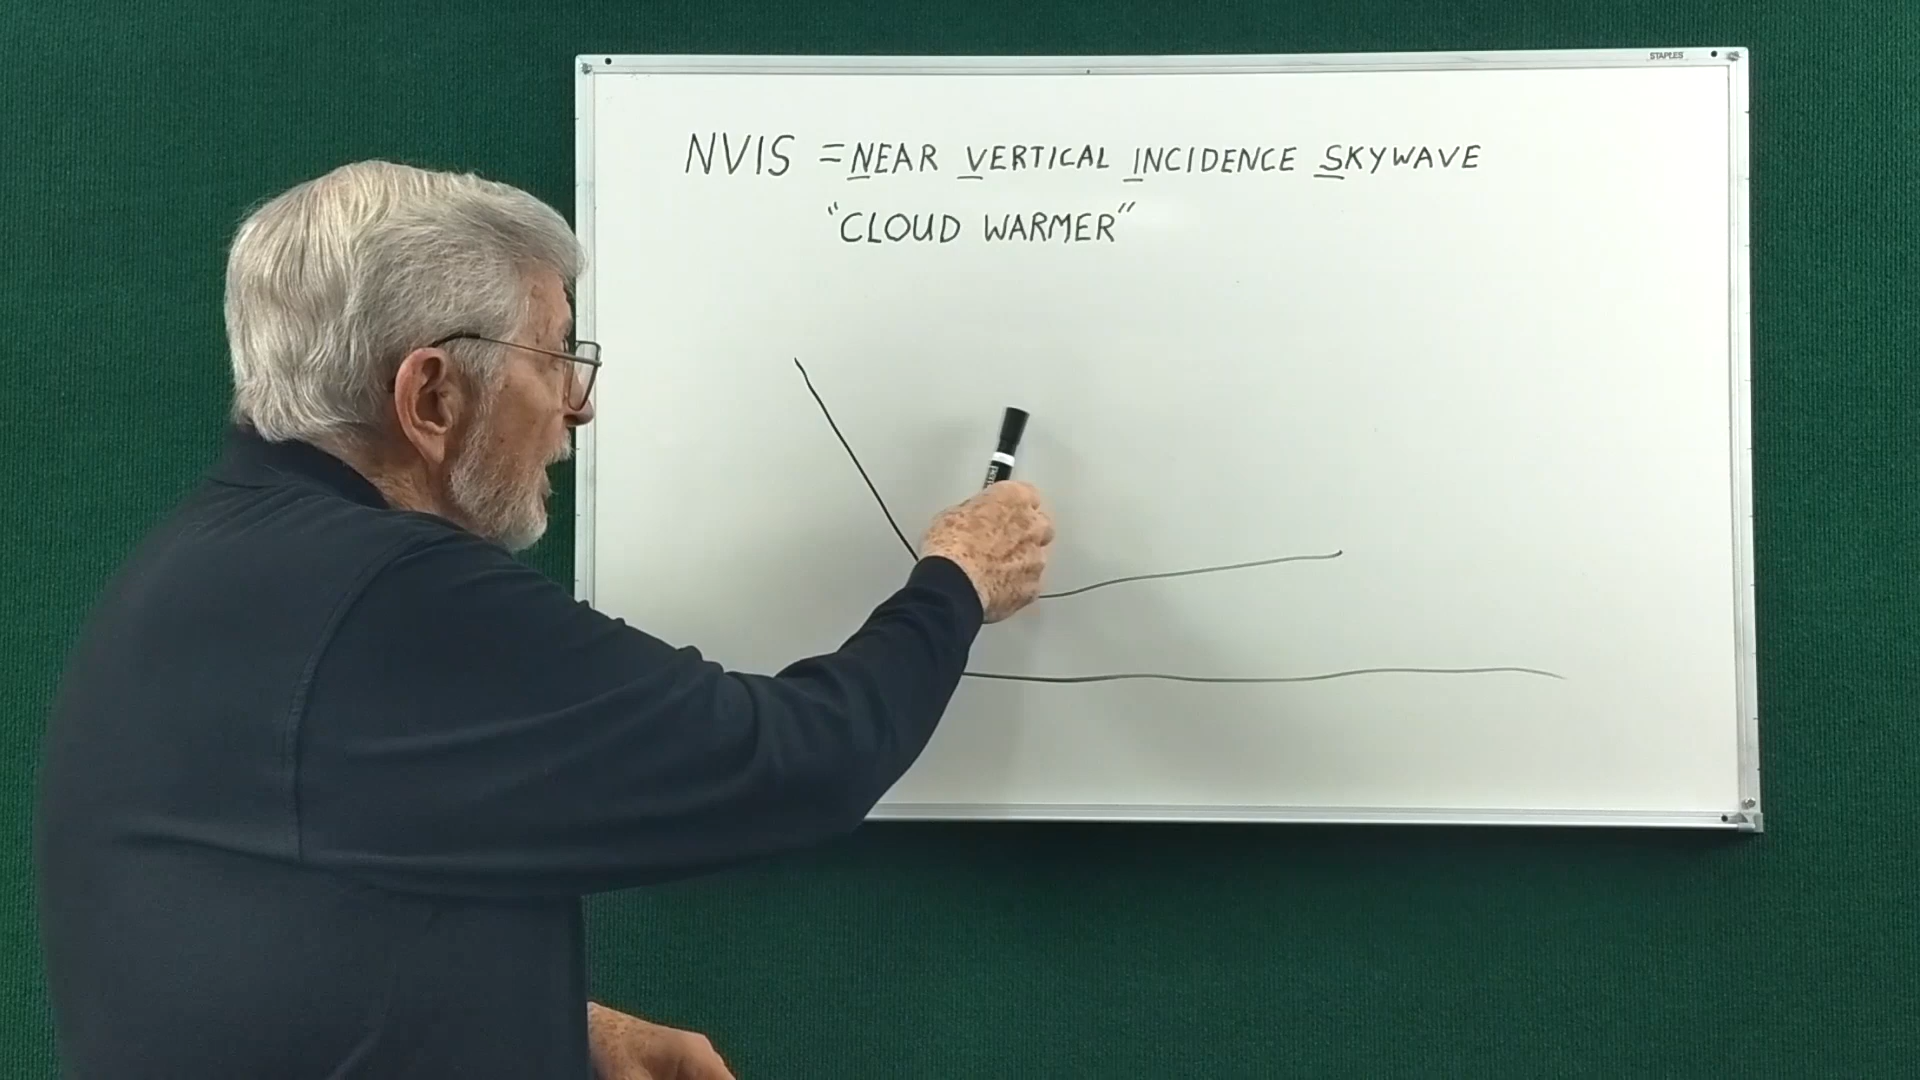 STAPLES
NVIS = NEAR VERTICAL INCIDENCE SKYWAVE
"CLOUD WARMER"